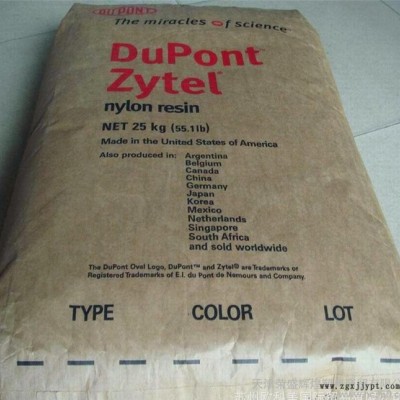 DUPONT
The miracles of science™
DuPont™
Zytel®
nylon resin
NET 25 kg (55.1lb)
Made in the United States of America
Also produced in: Argentina
Belgium
Canada
China
Germany
Japan
Korea
Mexico
Netherlands
Singapore
South Africa
and sold worldwide
The DuPont Oval Logo, DuPont™ and Zytel® are Trademarks or
Registered Trademarks of E.I. du Pont de Nemours and Company.
TYPE COLOR LOT
www.zgxjjypt.com